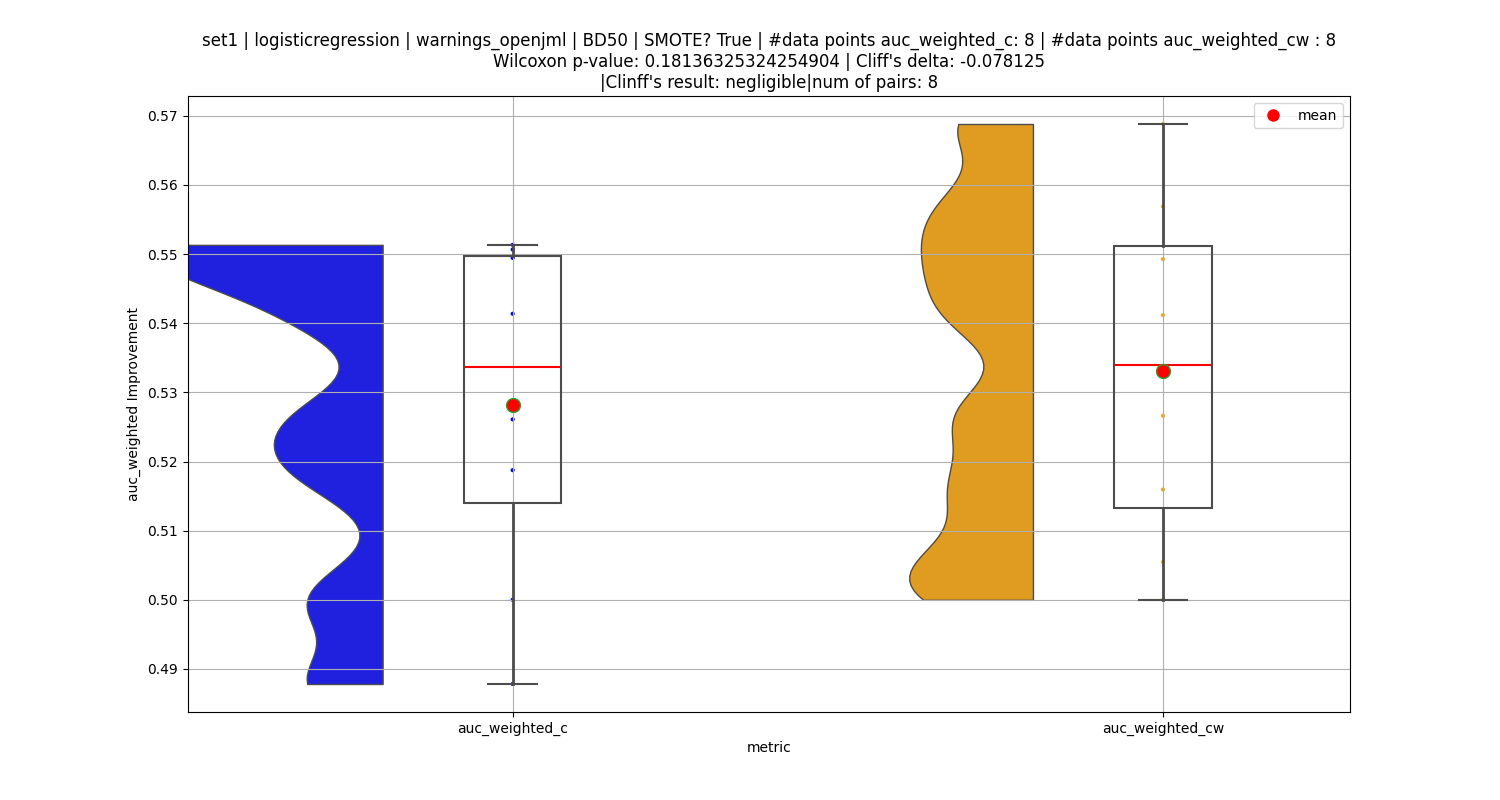 set1 | logisticregression | warnings_openjml | BD50 | SMOTE? True | #data points auc_weighted_c: 8 | #data points auc_weighted_cw : 8
Wilcoxon p-value: 0.18136325324254904 | Cliff's delta: -0.078125
|Clinff's result: negligible|num of pairs: 8
mean
0.57
0.56
0.55
0.54
0.53
0.52
0.51
0.50
0.49
auc_weighted Improvement
auc_weighted_c
auc_weighted_cw
metric